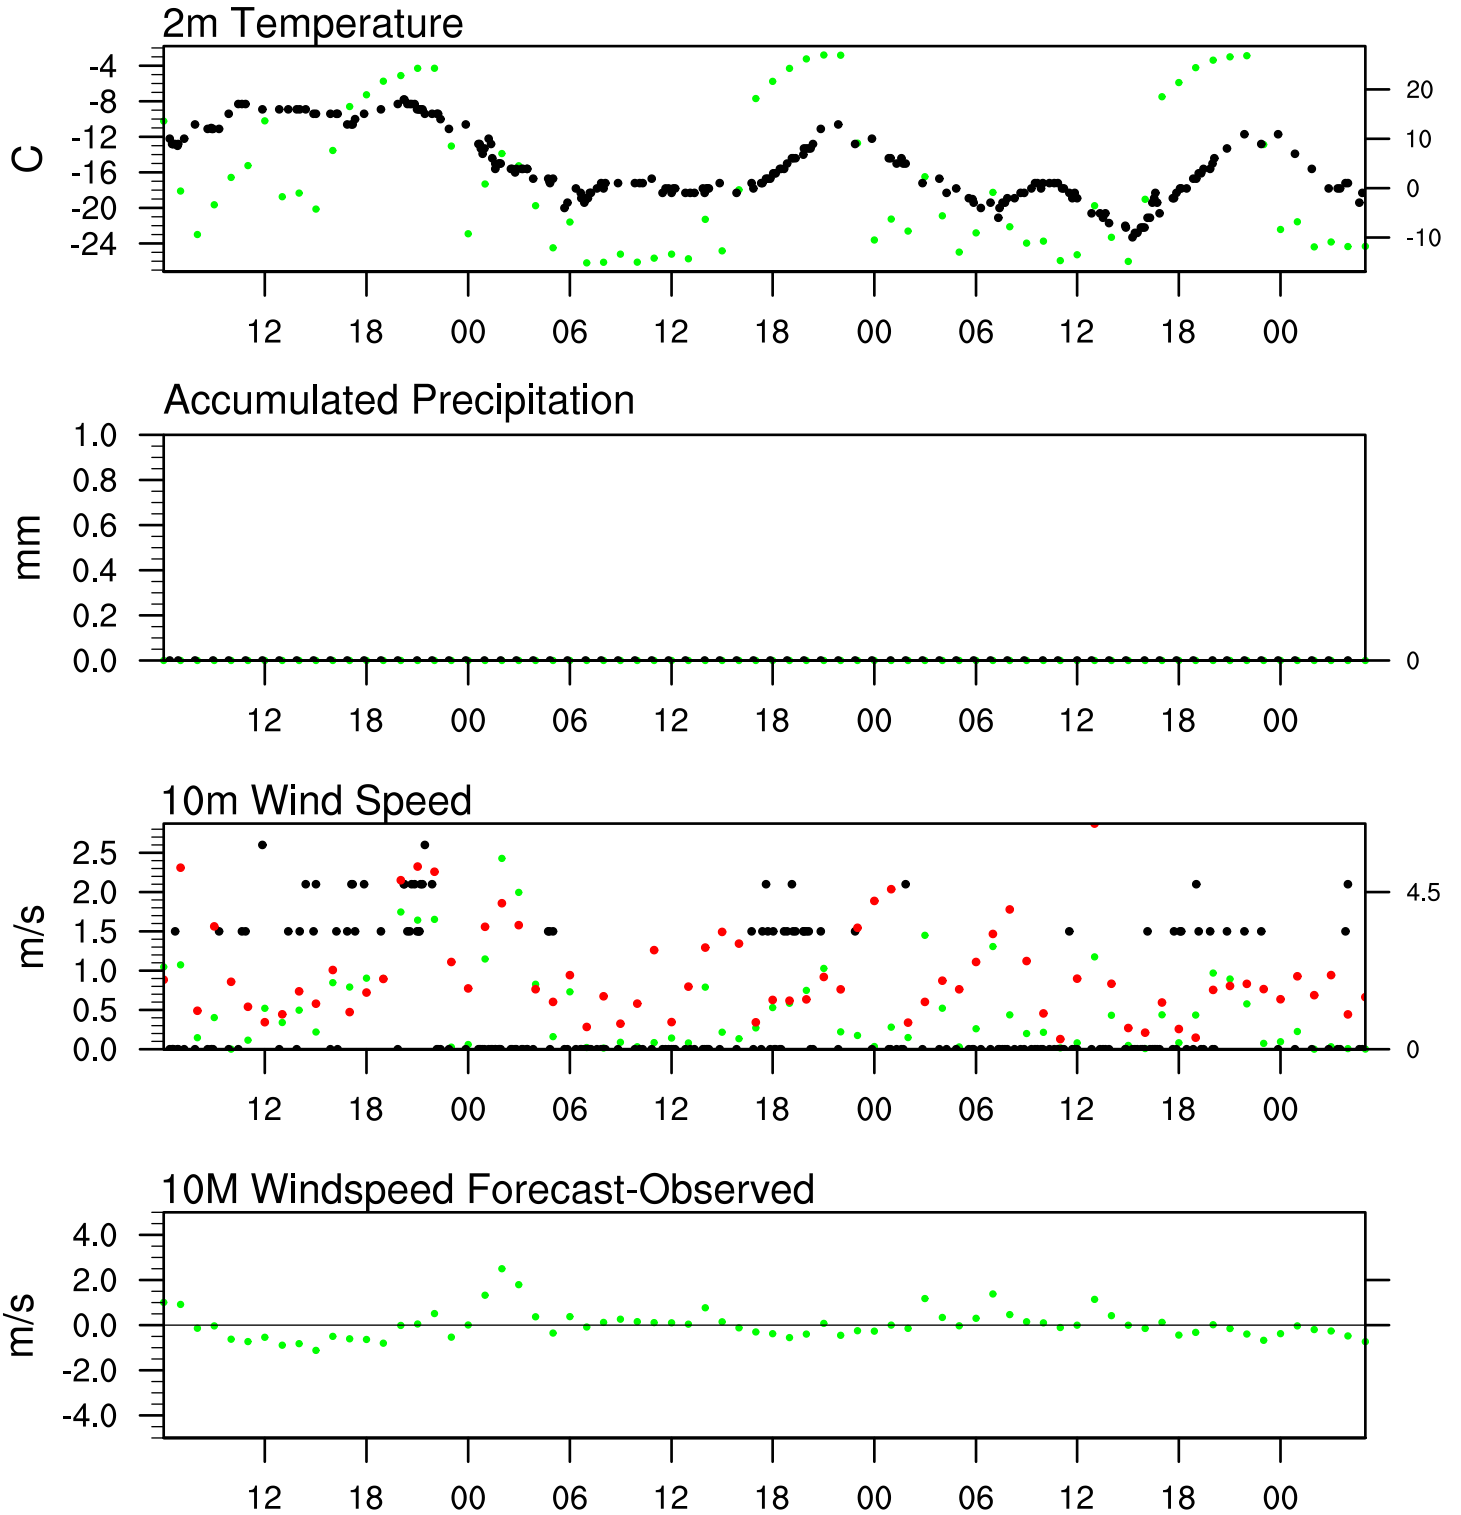 2m Temperature
C
-4
-8
-12
-16
-20
-24
20
10
0
-10
12 18 00 06 12 18 00 06 12 18 00
Accumulated Precipitation
mm
1.0
0.8
0.6
0.4
0.2
0.0
0
12 18 00 06 12 18 00 06 12 18 00
10m Wind Speed
m/s
2.5
2.0
1.5
1.0
0.5
0.0
4.5
0
12 18 00 06 12 18 00 06 12 18 00
10M Windspeed Forecast-Observed
m/s
4.0
2.0
0.0
-2.0
-4.0
12 18 00 06 12 18 00 06 12 18 00